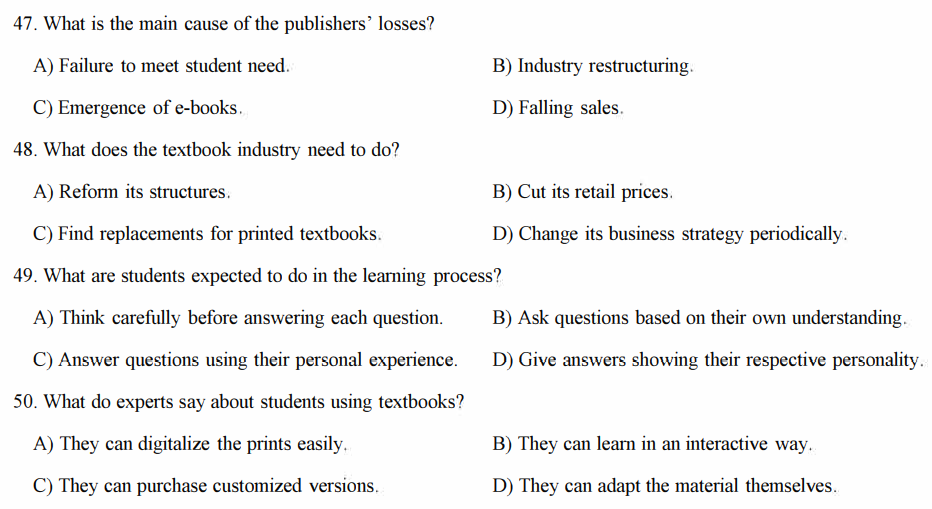 47. What is the main cause of the publishers’ losses?
A) Failure to meet student need. B) Industry restructuring.
C) Emergence of e-books. D) Falling sales.
48. What does the textbook industry need to do?
A) Reform its structures. B) Cut its retail prices.
C) Find replacements for printed textbooks. D) Change its business strategy periodically.
49. What are students expected to do in the learning process?
A) Think carefully before answering each question. B) Ask questions based on their own understanding.
C) Answer questions using their personal experience. D) Give answers showing their respective personality.
50. What do experts say about students using textbooks?
A) They can digitalize the prints easily. B) They can learn in an interactive way.
C) They can purchase customized versions. D) They can adapt the material themselves.